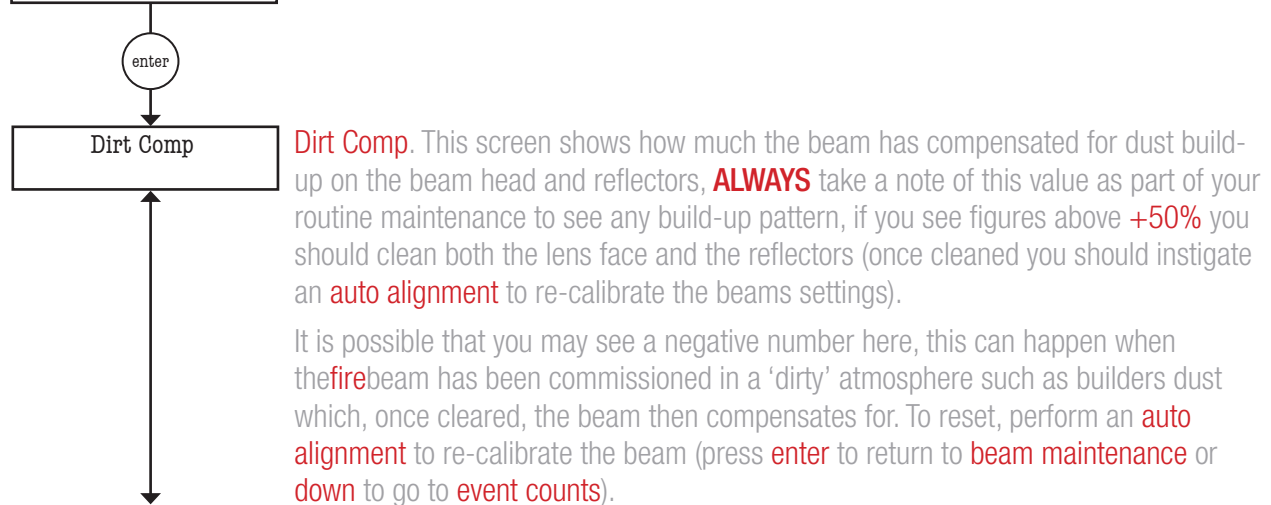 enter
Dirt Comp
Dirt Comp. This screen shows how much the beam has compensated for dust build-
up on the beam head and reflectors, ALWAYS take a note of this value as part of your
routine maintenance to see any build-up pattern, if you see figures above +50% you
should clean both the lens face and the reflectors (once cleaned you should instigate
an auto alignment to re-calibrate the beams settings).
It is possible that you may see a negative number here, this can happen when
thefirebeam has been commissioned in a ‘dirty’ atmosphere such as builders dust
which, once cleared, the beam then compensates for. To reset, perform an auto
alignment to re-calibrate the beam (press enter to return to beam maintenance or
down to go to event counts).